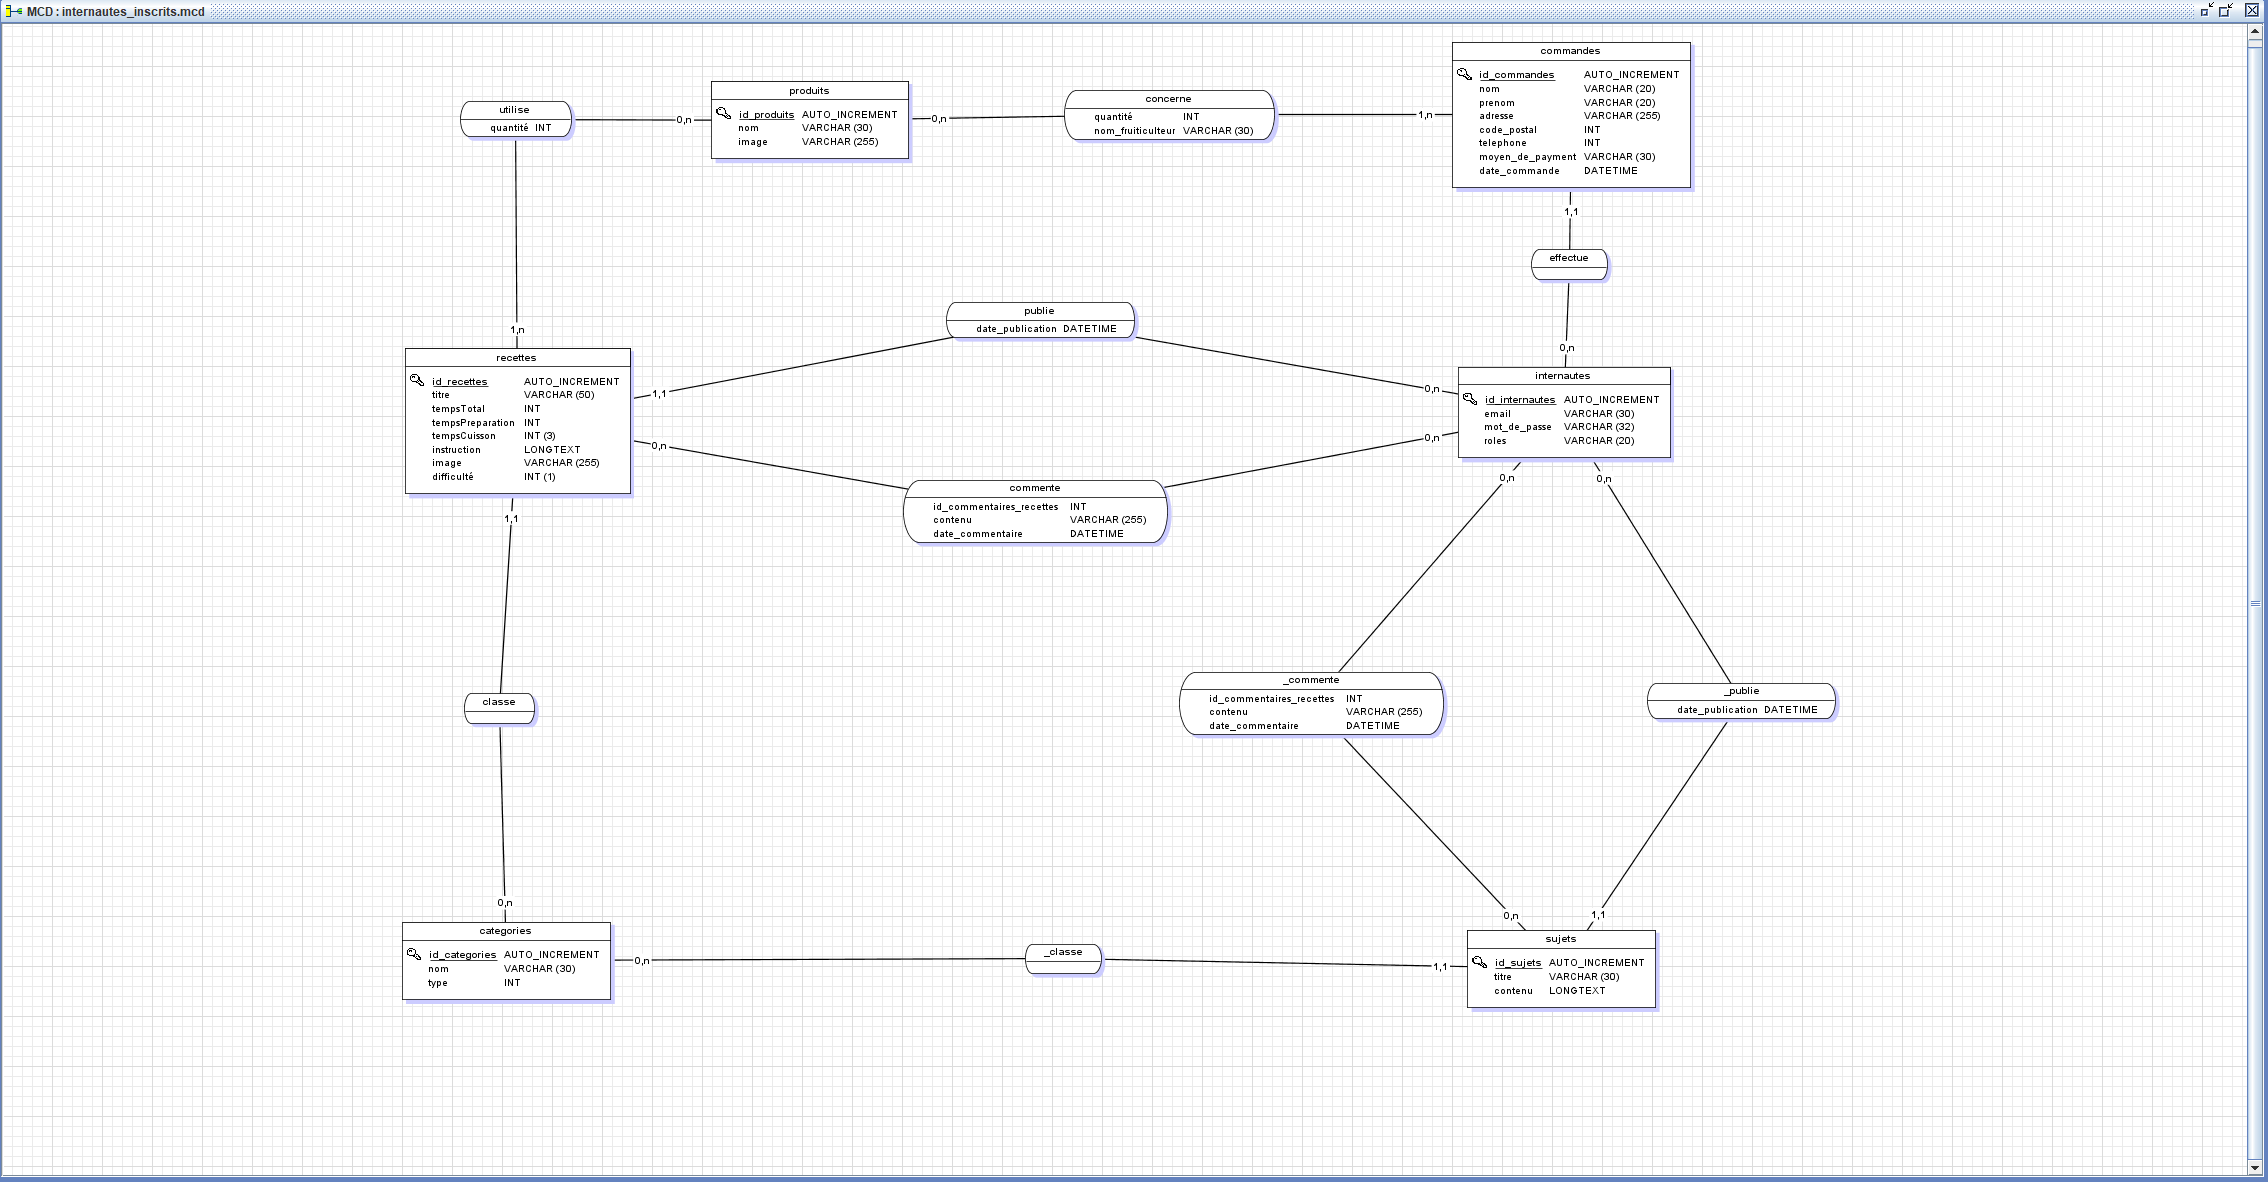 MCD : internautes_inscrits.mcd
utilise
quantité INT
0,n
1,n
produits
id_produits AUTO_INCREMENT
nom VARCHAR (30)
image VARCHAR (255)
0,n
concerne
quantité INT
nom_fruiticulteur VARCHAR (30)
1,n
commandes
id_commandes AUTO_INCREMENT
nom VARCHAR (20)
prenom VARCHAR (20)
adresse VARCHAR (255)
code_postal INT
telephone INT
moyen_de_payment VARCHAR (30)
date_commande DATETIME
1,1
effectue
0,n
publie
date_publication DATETIME
1,1
0,n
recettes
id_recettes AUTO_INCREMENT
titre VARCHAR (50)
tempsTotal INT
tempsPreparation INT
tempsCuisson INT (3)
instruction LONGTEXT
image VARCHAR (255)
difficulté INT (1)
internautes
id_internautes AUTO_INCREMENT
email VARCHAR (30)
mot_de_passe VARCHAR (32)
roles VARCHAR (20)
0,n
0,n
commente
id_commentaires_recettes INT
contenu VARCHAR (255)
date_commentaire DATETIME
0,n
0,n
1,1
classe
0,n
_commente
id_commentaires_recettes INT
contenu VARCHAR (255)
date_commentaire DATETIME
_publie
date_publication DATETIME
0,n
1,1
categories
id_categories AUTO_INCREMENT
nom VARCHAR (30)
type INT
0,n
_classe
1,1
sujets
id_sujets AUTO_INCREMENT
titre VARCHAR (30)
contenu LONGTEXT